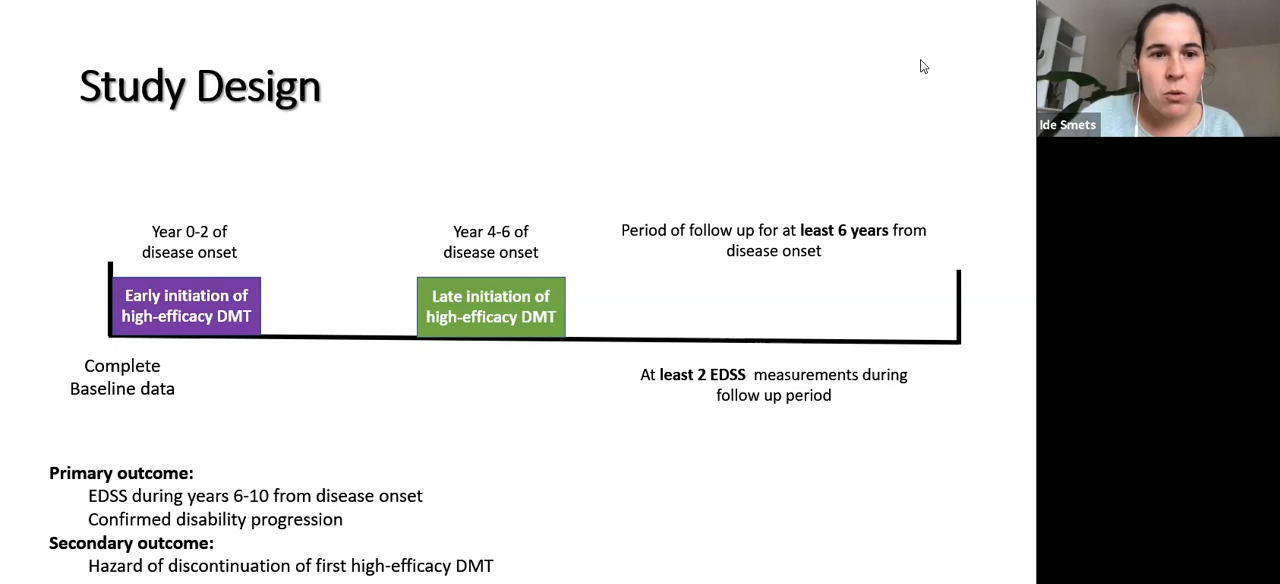 Study Design
Ide Smets
Year 0-2 of
disease onset
Year 4-6 of
disease onset
Period of follow up for at least 6 years from
disease onset
Early initiation of
high-efficacy DMT
Late initiation of
high-efficacy DMT
Complete
Baseline data
At least 2 EDSS measurements during
follow up period
Primary outcome:
EDSS during years 6-10 from disease onset
Confirmed disability progression
Secondary outcome:
Hazard of discontinuation of first high-efficacy DMT